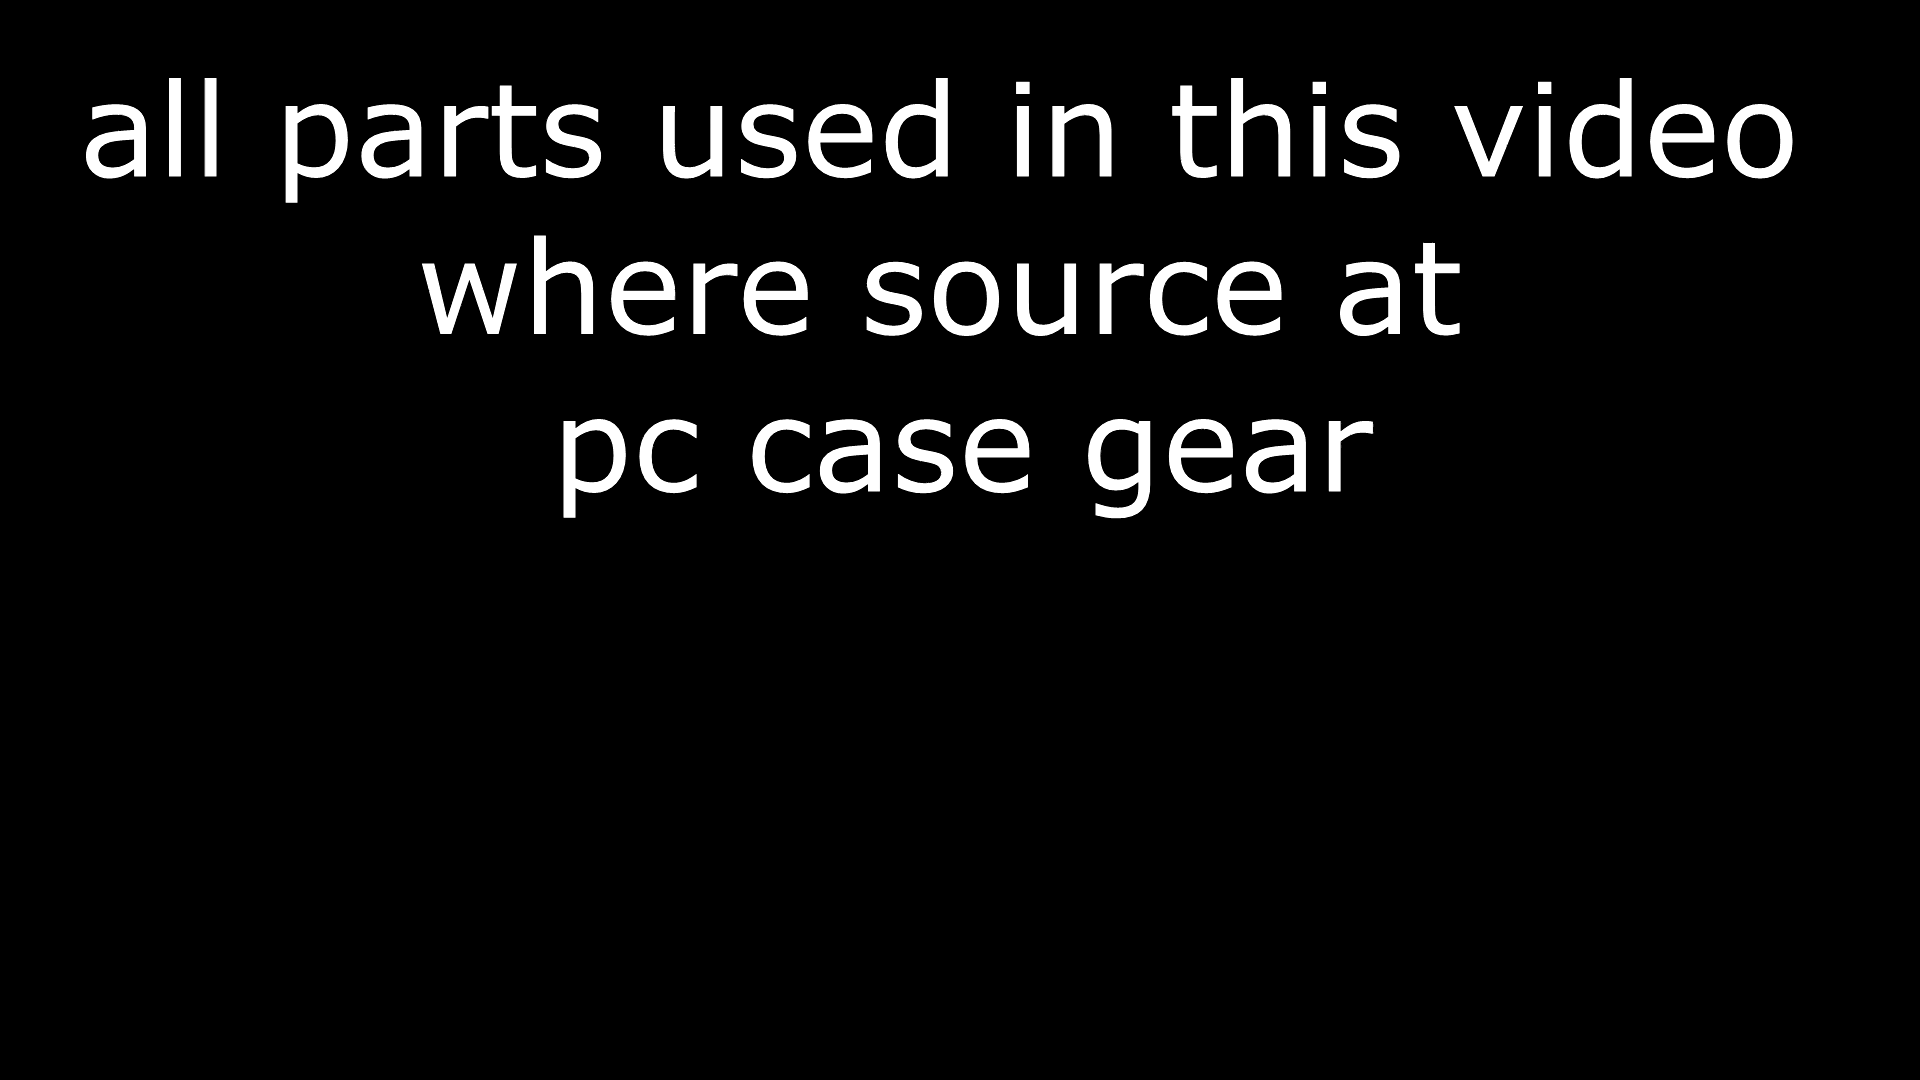 all parts used in this video
where source at
pc case gear